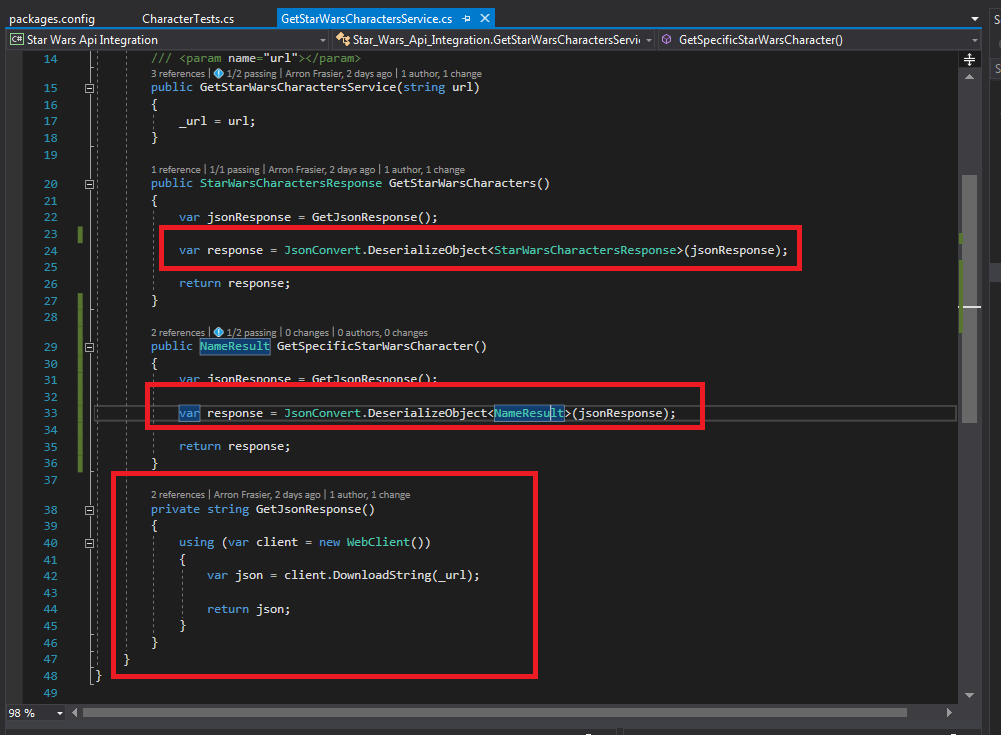 packages.config CharacterTests.cs GetStarWarsCharactersService.cs
C# Star Wars Api Integration Star_Wars_Api_Integration.GetStarWarsCharactersServi GetSpecificStarWarsCharacter()
14 /// <param name="url"></param>
3 references | 1/2 passing | Arron Frasier, 2 days ago | 1 author, 1 change
15 public GetStarWarsCharactersService(string url)
16 {
17 _url = url;
18 }
19
1 reference | 1/1 passing | Arron Frasier, 2 days ago | 1 author, 1 change
20 public StarWarsCharactersResponse GetStarWarsCharacters()
21 {
22 var jsonResponse = GetJsonResponse();
23
24 var response = JsonConvert.DeserializeObject<StarWarsCharactersResponse>(jsonResponse);
25
26 return response;
27 }
28
2 references | 1/2 passing | 0 changes | 0 authors, 0 changes
29 public NameResult GetSpecificStarWarsCharacter()
30 {
31 var jsonResponse = GetJsonResponse();
32
33 var response = JsonConvert.DeserializeObject<NameResult>(jsonResponse);
34
35 return response;
36 }
37
2 references | Arron Frasier, 2 days ago | 1 author, 1 change
38 private string GetJsonResponse()
39 {
40 using (var client = new WebClient())
41 {
42 var json = client.DownloadString(_url);
43
44 return json;
45 }
46 }
47 }
48 }
49
98 %